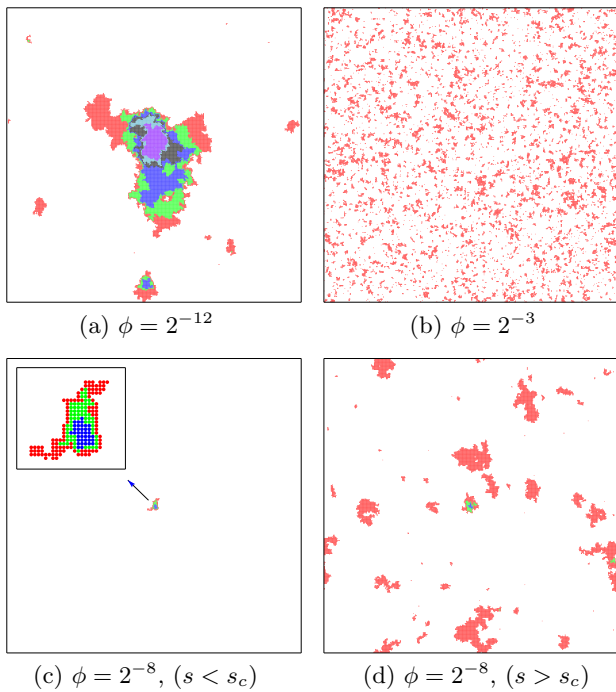 (a) ϕ = 2⁻¹²
(b) ϕ = 2⁻³
(c) ϕ = 2⁻⁸, (s < s_c)
(d) ϕ = 2⁻⁸, (s > s_c)